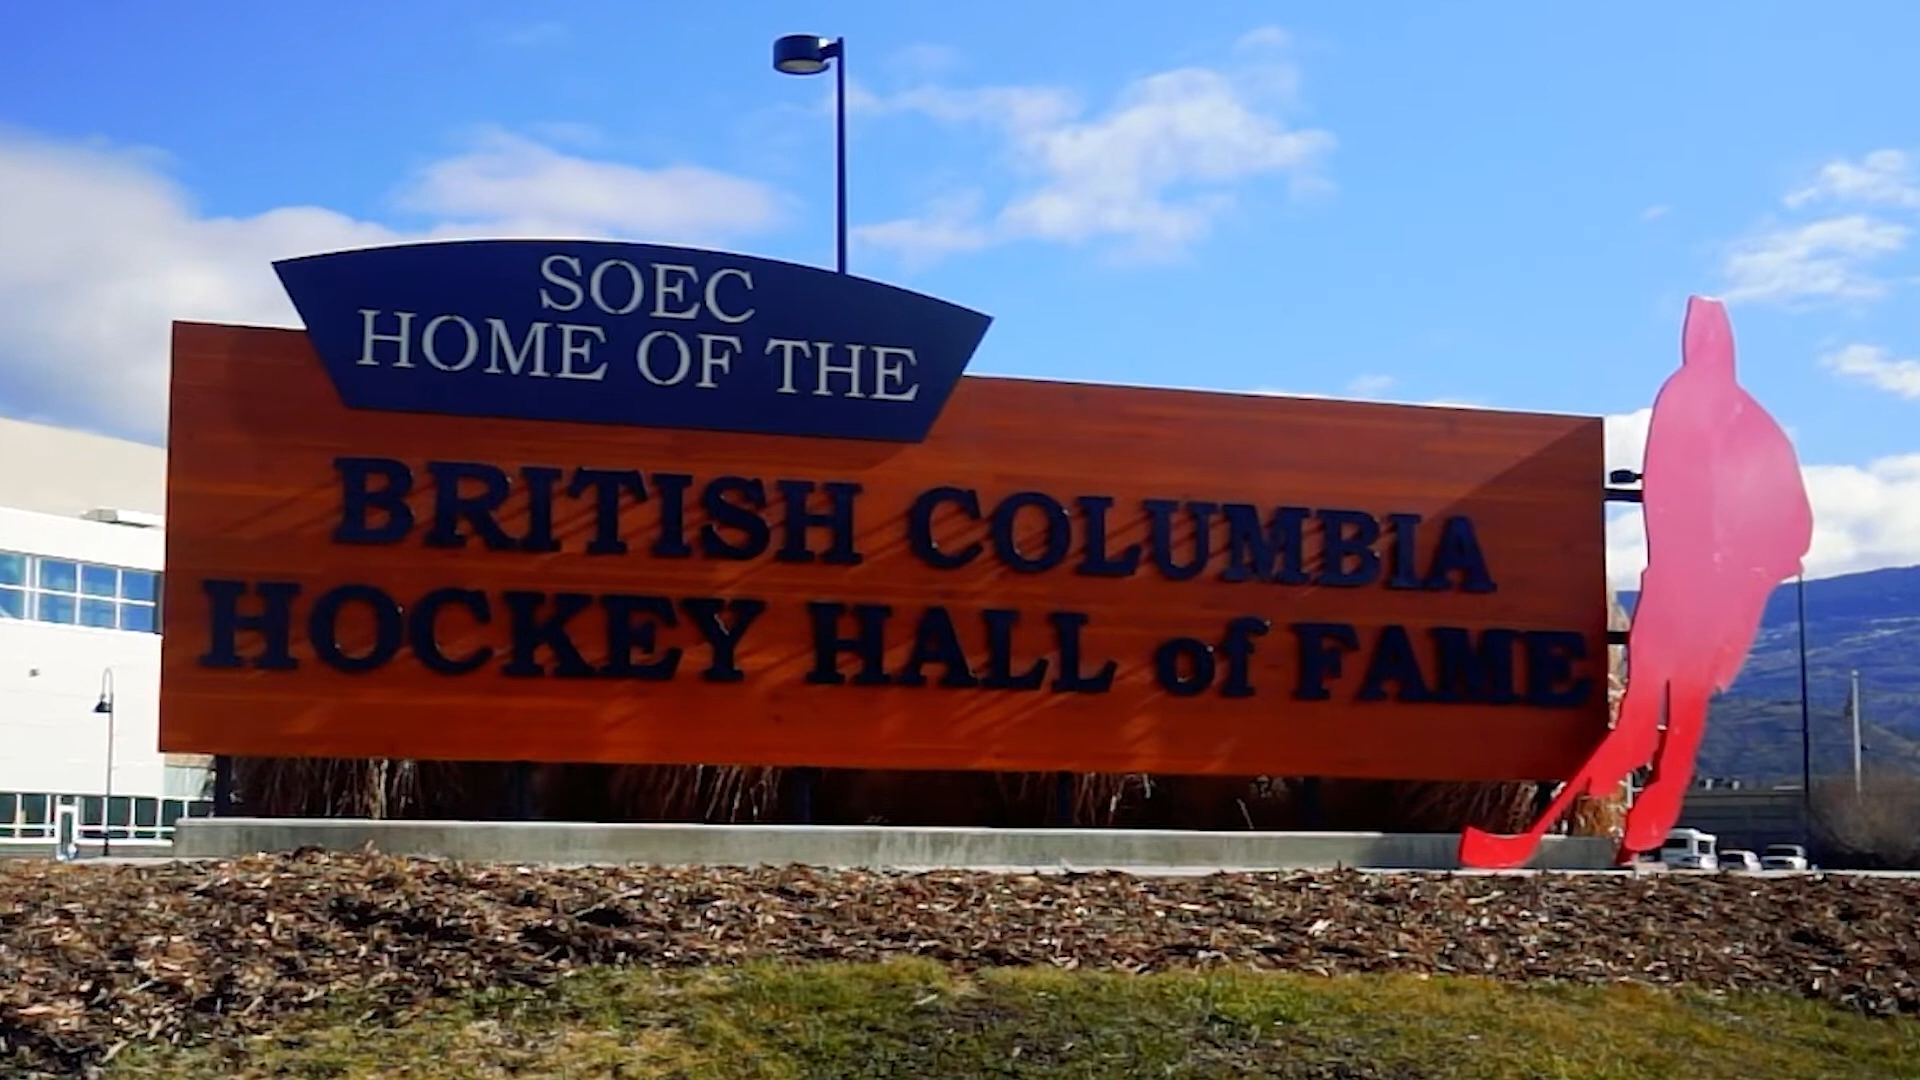 SOEC
HOME OF THE
BRITISH COLUMBIA
HOCKEY HALL of FAME